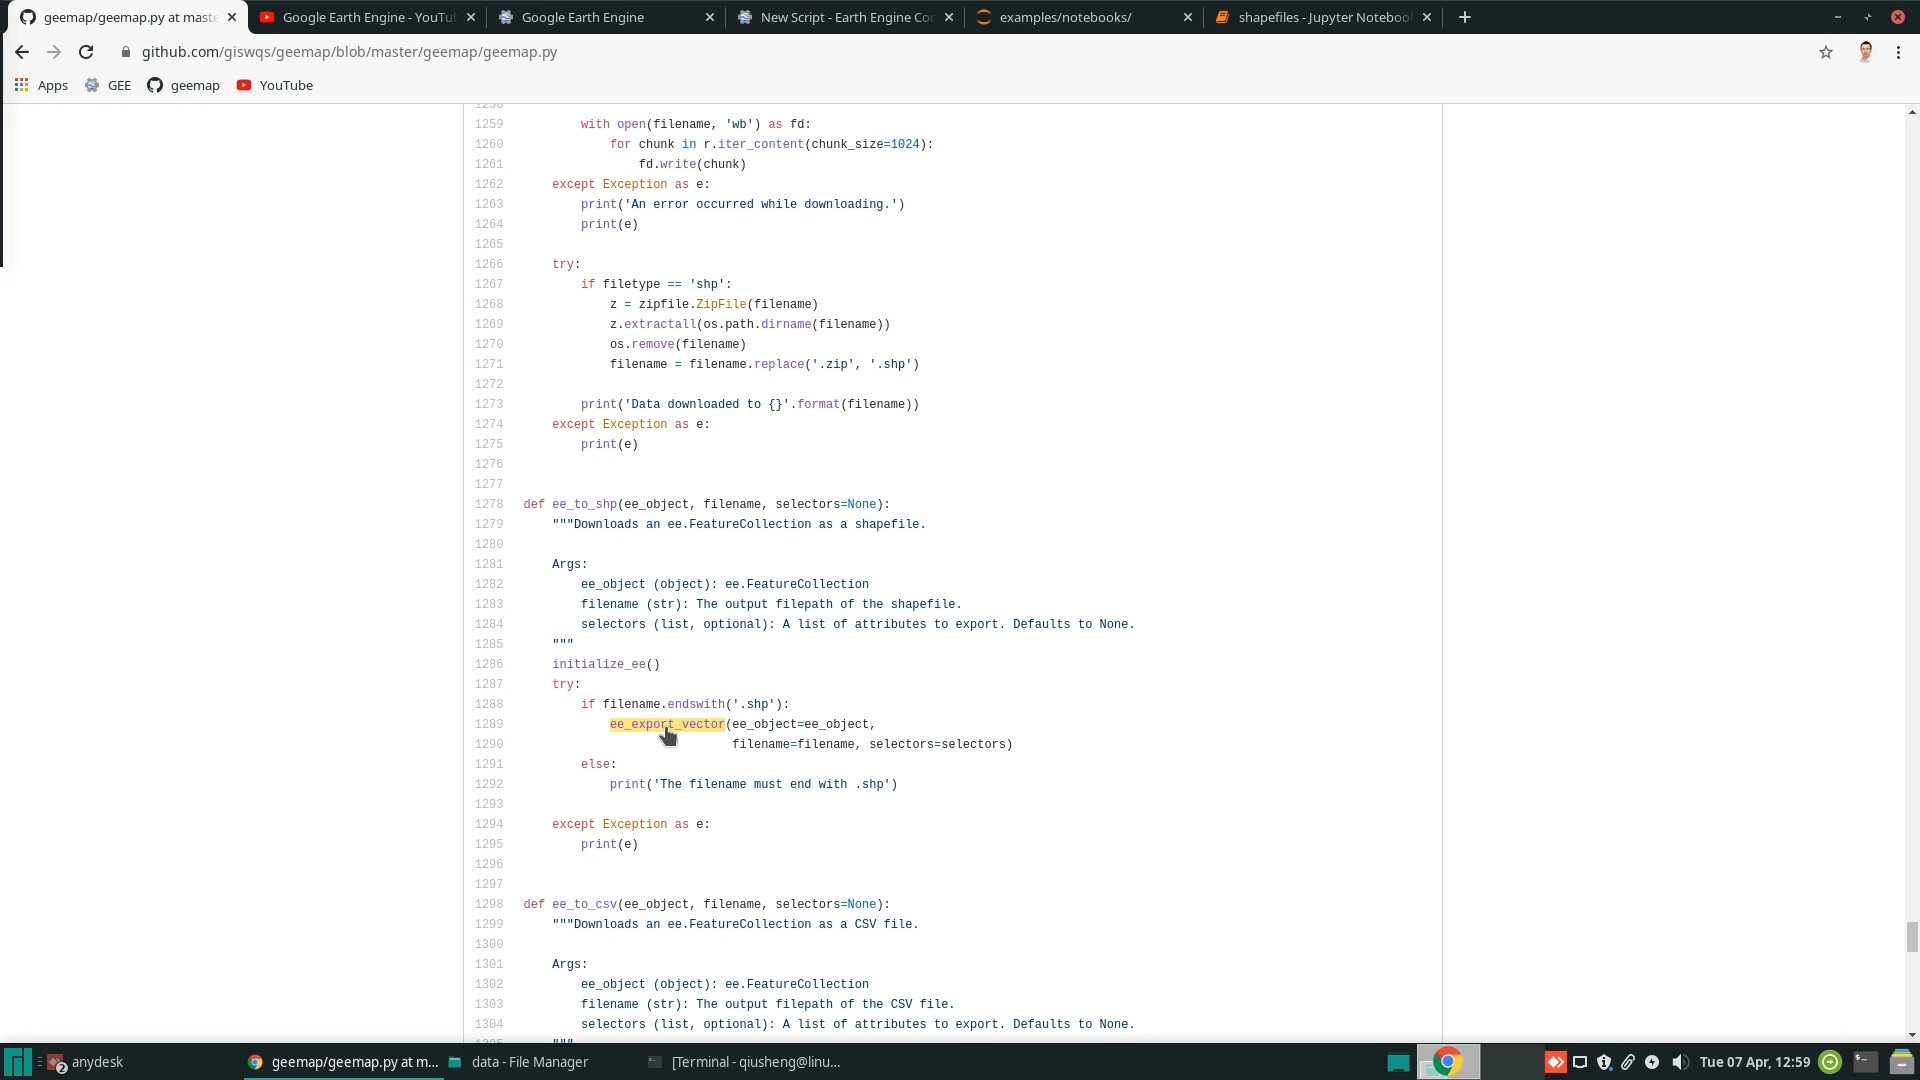 geemap/geemap.py at maste
Google Earth Engine - YouTu
Google Earth Engine
New Script - Earth Engine Co
examples/notebooks/
shapefiles - Jupyter Noteboo
github.com/giswqs/geemap/blob/master/geemap/geemap.py
Apps
GEE
geemap
YouTube
1258
1259 with open(filename, 'wb') as fd:
1260 for chunk in r.iter_content(chunk_size=1024):
1261 fd.write(chunk)
1262 except Exception as e:
1263 print('An error occurred while downloading.')
1264 print(e)
1265
1266 try:
1267 if filetype == 'shp':
1268 z = zipfile.ZipFile(filename)
1269 z.extractall(os.path.dirname(filename))
1270 os.remove(filename)
1271 filename = filename.replace('.zip', '.shp')
1272
1273 print('Data downloaded to {}'.format(filename))
1274 except Exception as e:
1275 print(e)
1276
1277
1278 def ee_to_shp(ee_object, filename, selectors=None):
1279 """Downloads an ee.FeatureCollection as a shapefile.
1280
1281 Args:
1282 ee_object (object): ee.FeatureCollection
1283 filename (str): The output filepath of the shapefile.
1284 selectors (list, optional): A list of attributes to export. Defaults to None.
1285 """
1286 initialize_ee()
1287 try:
1288 if filename.endswith('.shp'):
1289 ee_export_vector(ee_object=ee_object,
1290 filename=filename, selectors=selectors)
1291 else:
1292 print('The filename must end with .shp')
1293
1294 except Exception as e:
1295 print(e)
1296
1297
1298 def ee_to_csv(ee_object, filename, selectors=None):
1299 """Downloads an ee.FeatureCollection as a CSV file.
1300
1301 Args:
1302 ee_object (object): ee.FeatureCollection
1303 filename (str): The output filepath of the CSV file.
1304 selectors (list, optional): A list of attributes to export. Defaults to None.
2
anydesk
geemap/geemap.py at m...
data - File Manager
[Terminal - qiusheng@linu...
Tue 07 Apr, 12:59